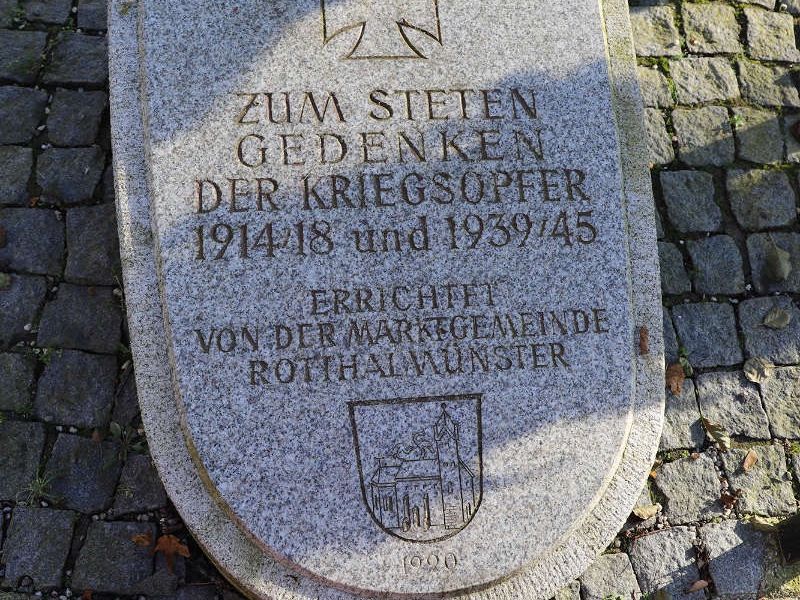 ZUM STETEN
GEDENKEN
DER KRIEGSOPFER
1914/18 und 1939/45
ERRICHTET
VON DER MARKTGEMEINDE
ROTTHALMÜNSTER
1990